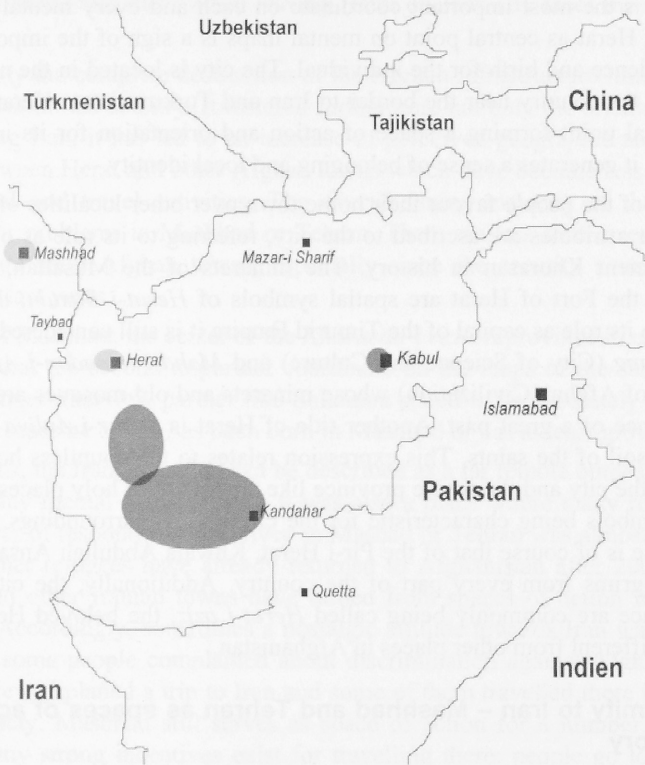 Uzbekistan
China
Turkmenistan
Tajikistan
Mashhad
Mazar-i Sharif
Taybad
Herat
Kabul
Islamabad
Pakistan
Kandahar
Quetta
Indien
Iran